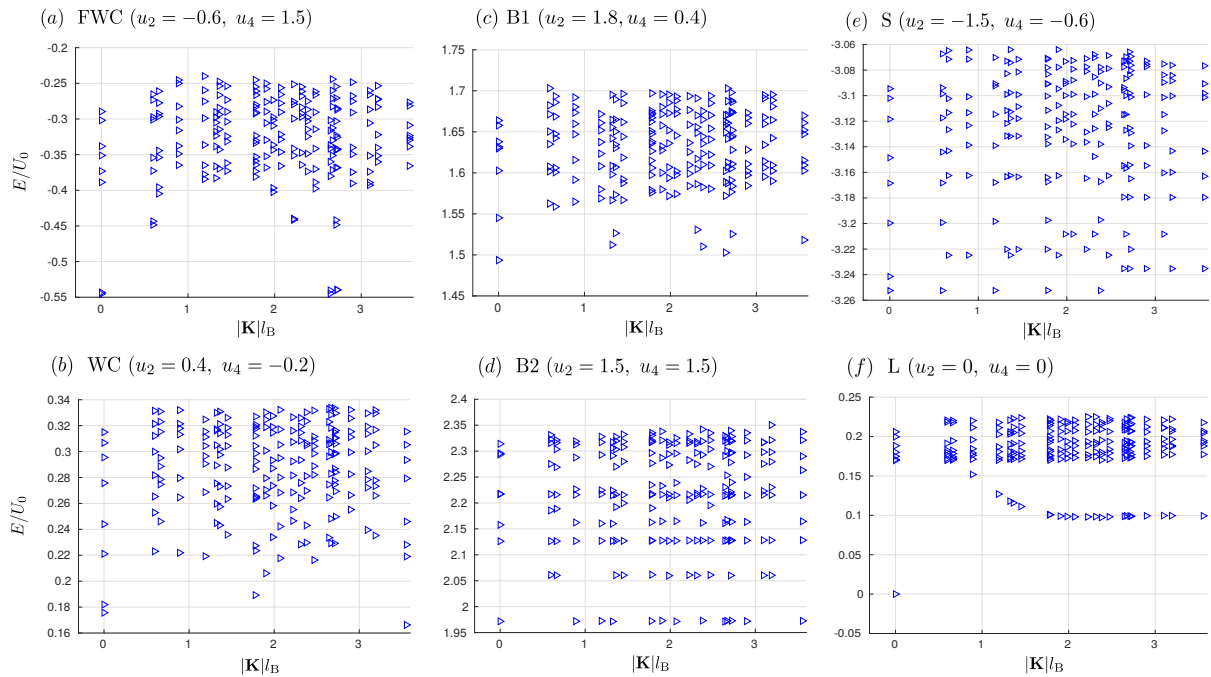 (a) FWC (u₂ = −0.6, u₄ = 1.5)
-0.2
-0.25
-0.3
-0.35
-0.4
-0.45
-0.5
-0.55
E/U₀
0 1 2 3
|K|l_B
(c) B1 (u₂ = 1.8, u₄ = 0.4)
1.75
1.7
1.65
1.6
1.55
1.5
1.45
0 1 2 3
|K|l_B
(e) S (u₂ = −1.5, u₄ = −0.6)
-3.06
-3.08
-3.1
-3.12
-3.14
-3.16
-3.18
-3.2
-3.22
-3.24
-3.26
0 1 2 3
|K|l_B
(b) WC (u₂ = 0.4, u₄ = −0.2)
0.34
0.32
0.3
0.28
0.26
0.24
0.22
0.2
0.18
0.16
E/U₀
0 1 2 3
|K|l_B
(d) B2 (u₂ = 1.5, u₄ = 1.5)
2.4
2.35
2.3
2.25
2.2
2.15
2.1
2.05
2
1.95
0 1 2 3
|K|l_B
(f) L (u₂ = 0, u₄ = 0)
0.25
0.2
0.15
0.1
0.05
0
-0.05
0 1 2 3
|K|l_B